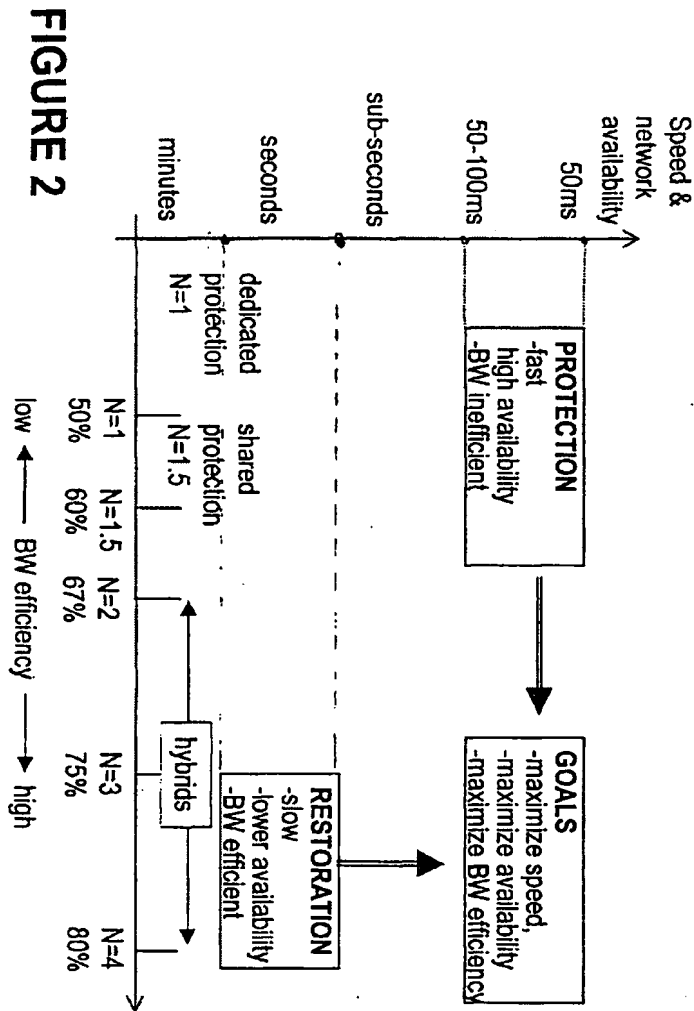 Speed &
network
availability
50ms
50-100ms
sub-seconds
seconds
minutes
PROTECTION
-fast
high availability
-BW inefficient
GOALS
-maximize speed,
-maximize availability
-maximize BW efficiency
RESTORATION
-slow
-lower availability
-BW efficient
dedicated
protection
N=1
shared
protection
N=1.5
hybrids
N=1 N=1.5 N=2 N=3 N=4
50% 60% 67% 75% 80%
low BW efficiency high
FIGURE 2